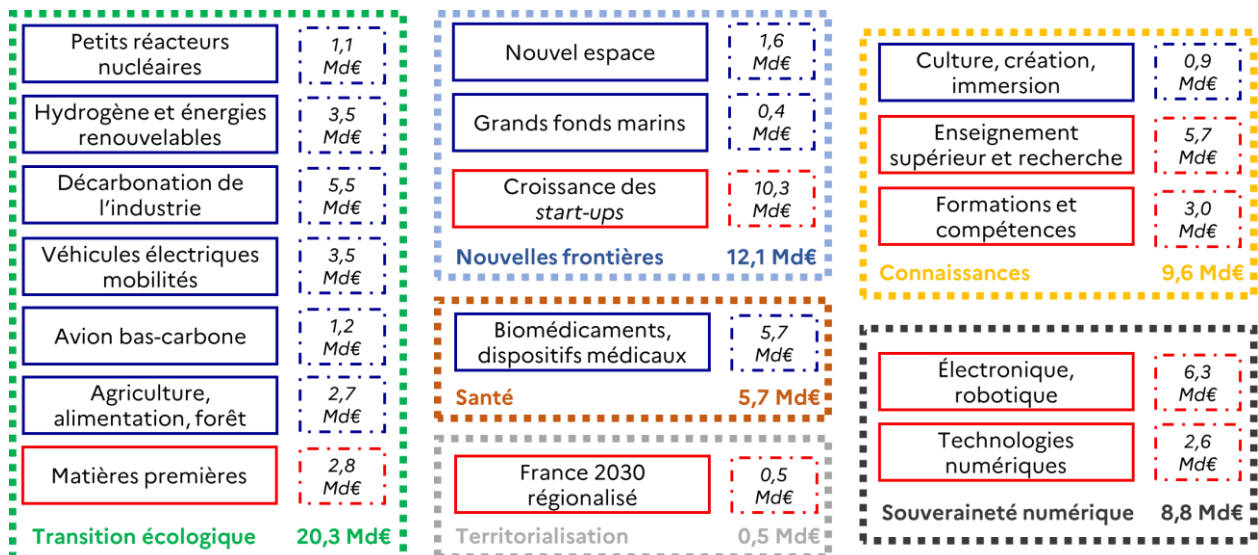 Petits réacteurs
nucléaires
1,1
Md€
Hydrogène et énergies
renouvelables
3,5
Md€
Décarbonation de
l'industrie
5,5
Md€
Véhicules électriques
mobilités
3,5
Md€
Avion bas-carbone
1,2
Md€
Agriculture,
alimentation, forêt
2,7
Md€
Matières premières
2,8
Md€
Transition écologique 20,3 Md€
Nouvel espace
1,6
Md€
Grands fonds marins
0,4
Md€
Croissance des
start-ups
10,3
Md€
Nouvelles frontières 12,1 Md€
Biomédicaments,
dispositifs médicaux
5,7
Md€
Santé 5,7 Md€
France 2030
régionalisé
0,5
Md€
Territorialisation 0,5 Md€
Culture, création,
immersion
0,9
Md€
Enseignement
supérieur et recherche
5,7
Md€
Formations et
compétences
3,0
Md€
Connaissances 9,6 Md€
Électronique,
robotique
6,3
Md€
Technologies
numériques
2,6
Md€
Souveraineté numérique 8,8 Md€